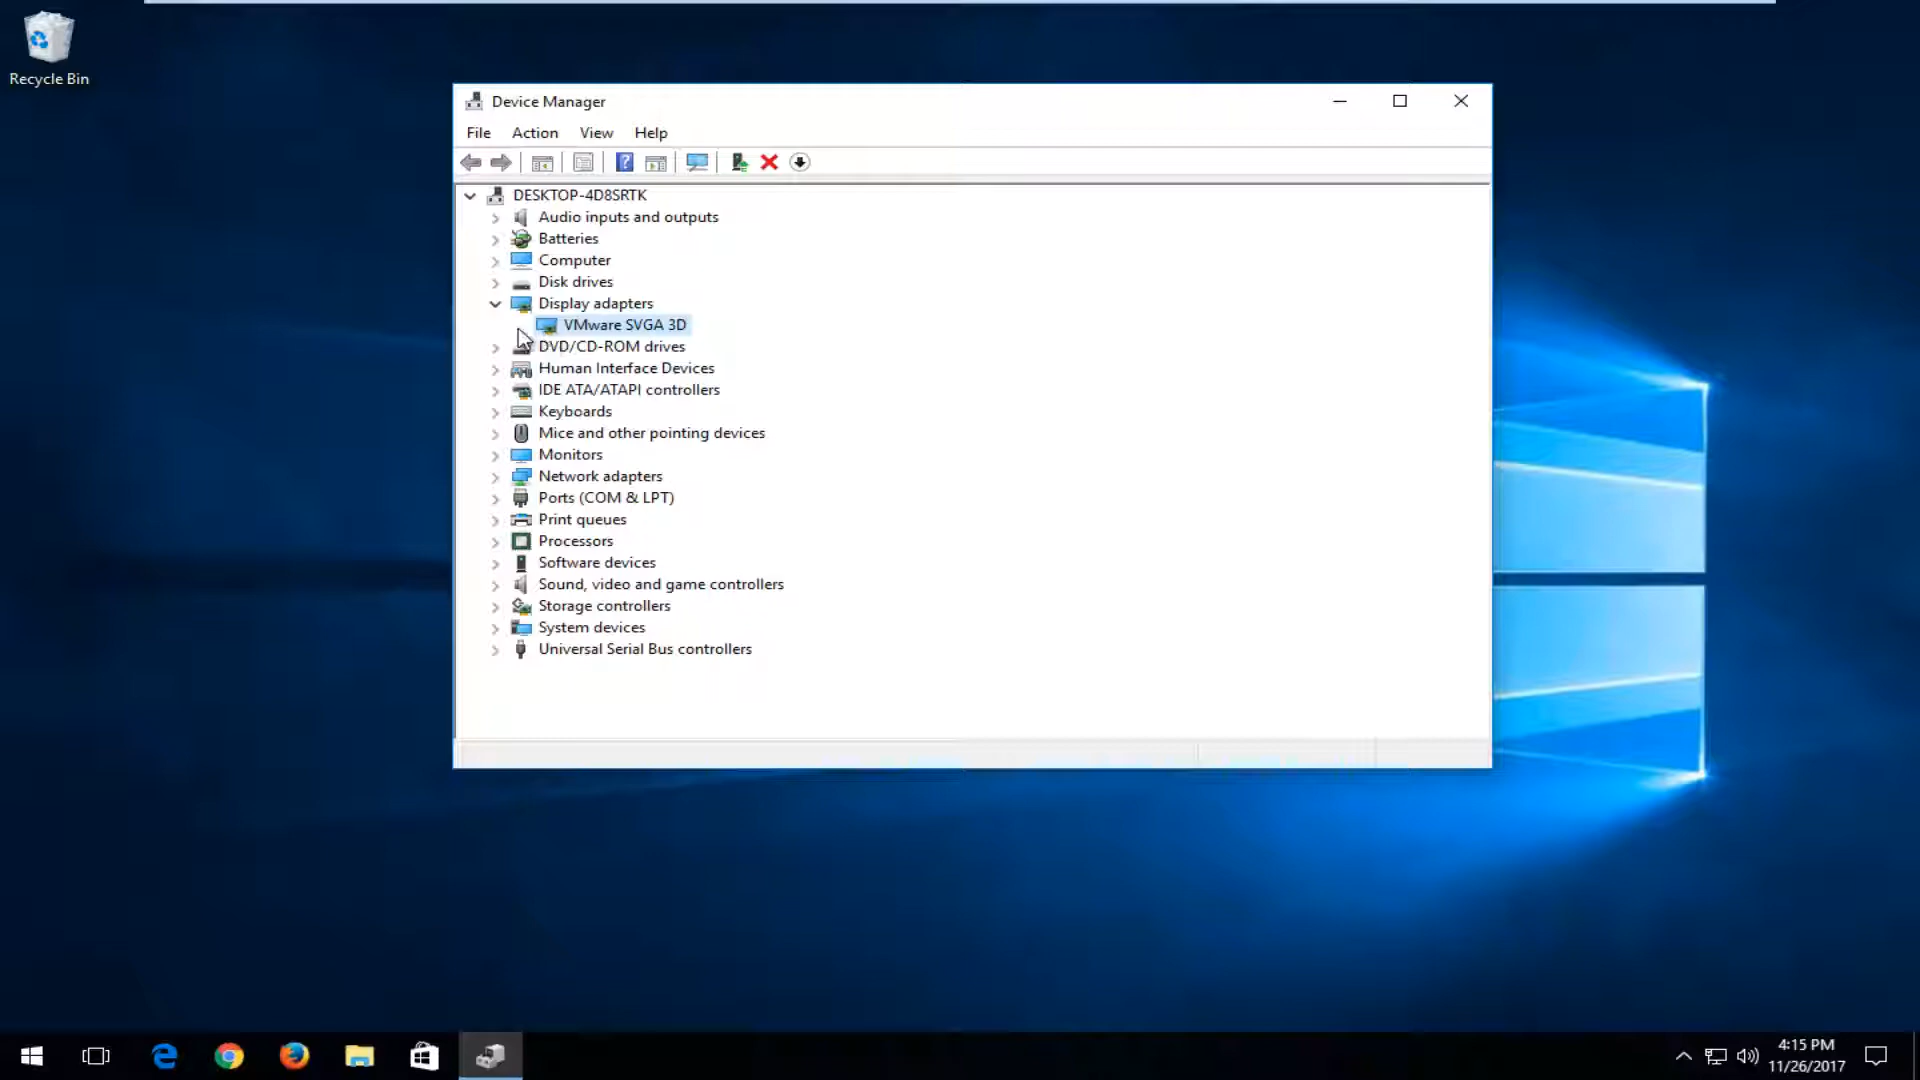 Recycle Bin
Device Manager
File Action View Help
?
DESKTOP-4D8SRTK
Audio inputs and outputs
Batteries
Computer
Disk drives
Display adapters
VMware SVGA 3D
DVD/CD-ROM drives
Human Interface Devices
IDE ATA/ATAPI controllers
Keyboards
Mice and other pointing devices
Monitors
Network adapters
Ports (COM & LPT)
Print queues
Processors
Software devices
Sound, video and game controllers
Storage controllers
System devices
Universal Serial Bus controllers
4:15 PM
11/26/2017